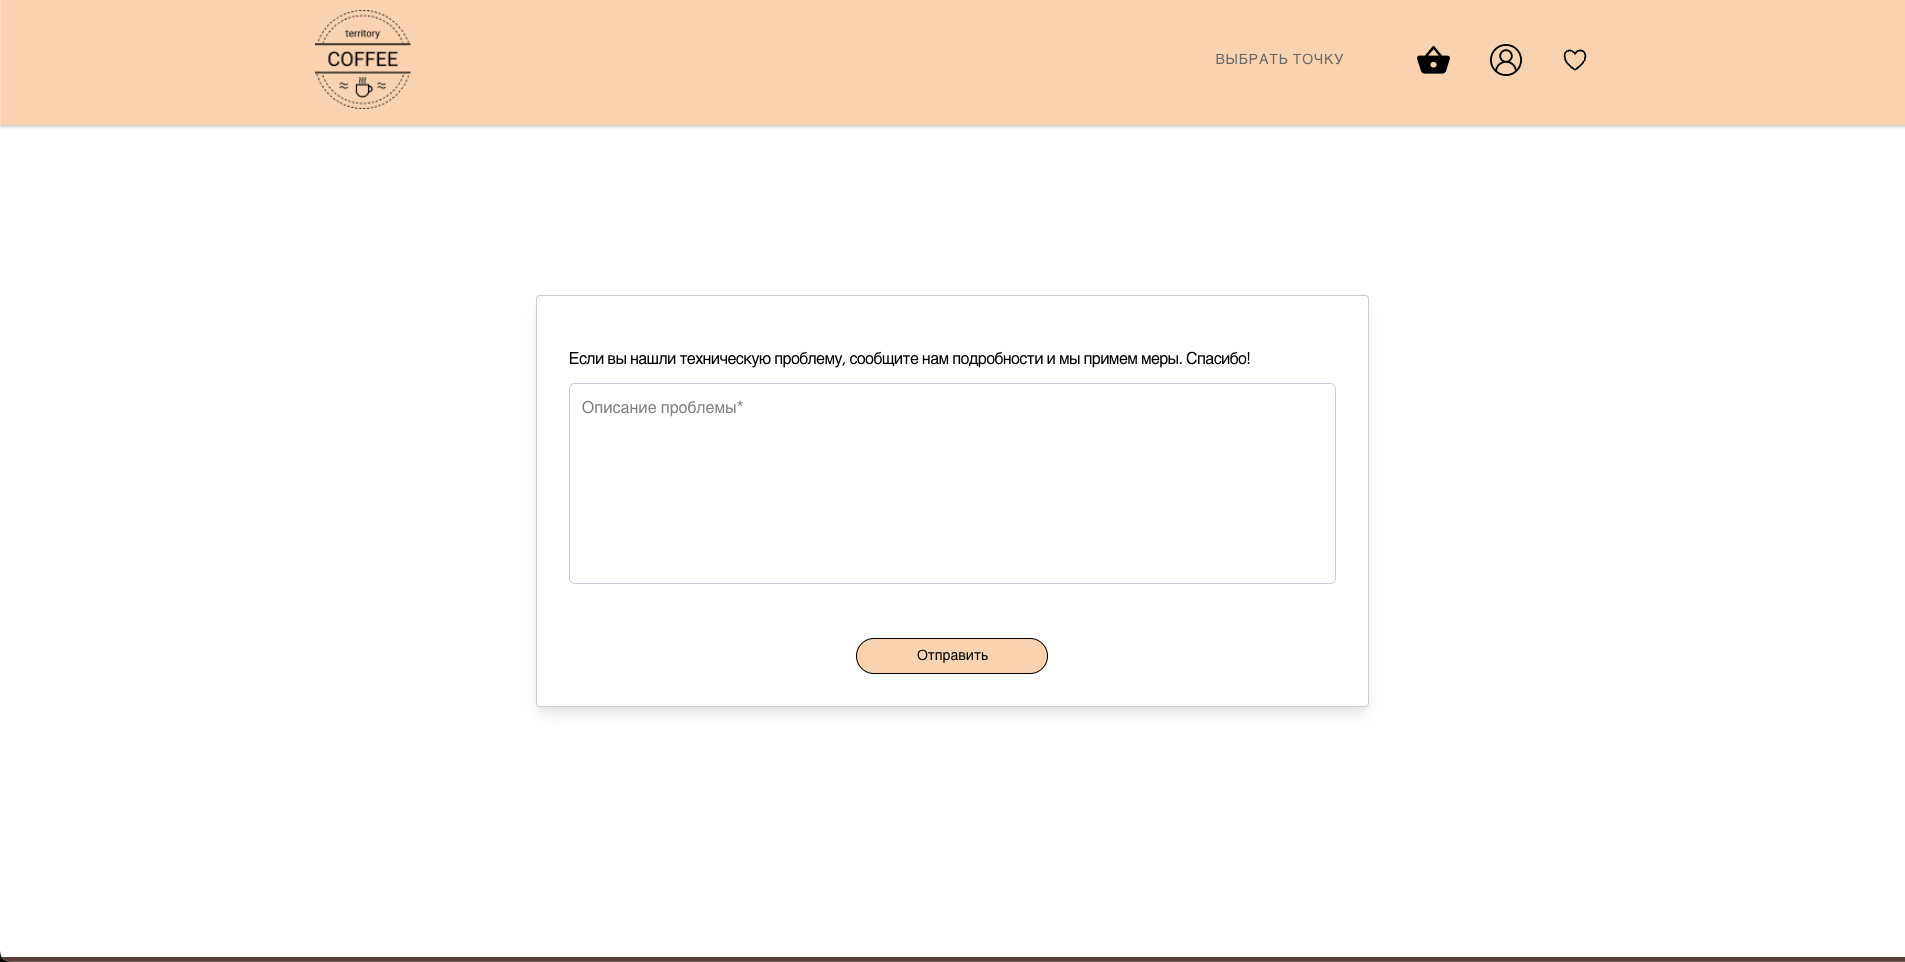 territory
COFFEE
ВЫБРАТЬ ТОЧКУ
Если вы нашли техническую проблему, сообщите нам подробности и мы примем меры. Спасибо!
Описание проблемы*
Отправить